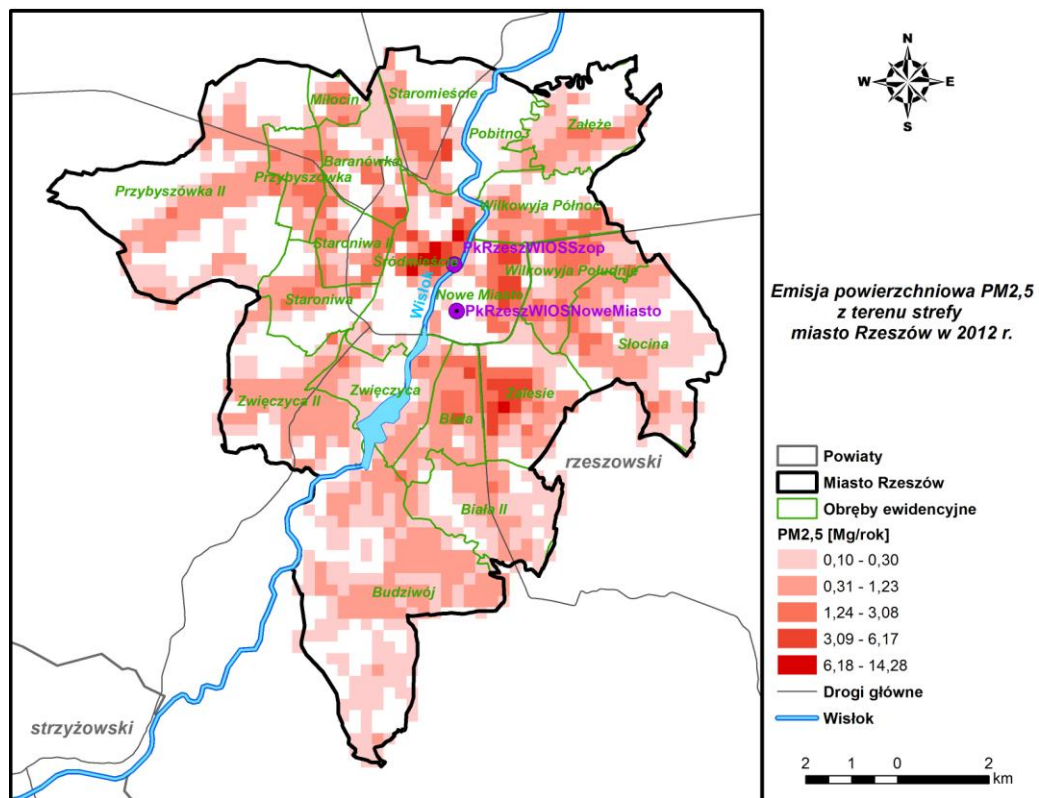 N
W E
S
Miłocin
Staromieście
Pobitno
Załęże
Baranówka
Przybyszówka II
Przybyszówka
Wilkowyja Północ
Staroniwa II
PkRzeszWIOSSzop
Śródmieście
Wilkowyja Południe
Nowe Miasto
Staroniwa
Wisłok
PkRzeszWIOSNoweMiasto
Słocina
Zwięczyca
Zwięczyca II
Zalesie
Biała
rzeszowski
Biała II
Budziwój
strzyżowski
Emisja powierzchniowa PM2,5
z terenu strefy
miasto Rzeszów w 2012 r.
Powiaty
Miasto Rzeszów
Obręby ewidencyjne
PM2,5 [Mg/rok]
0,10 - 0,30
0,31 - 1,23
1,24 - 3,08
3,09 - 6,17
6,18 - 14,28
Drogi główne
Wisłok
2 1 0 2
km